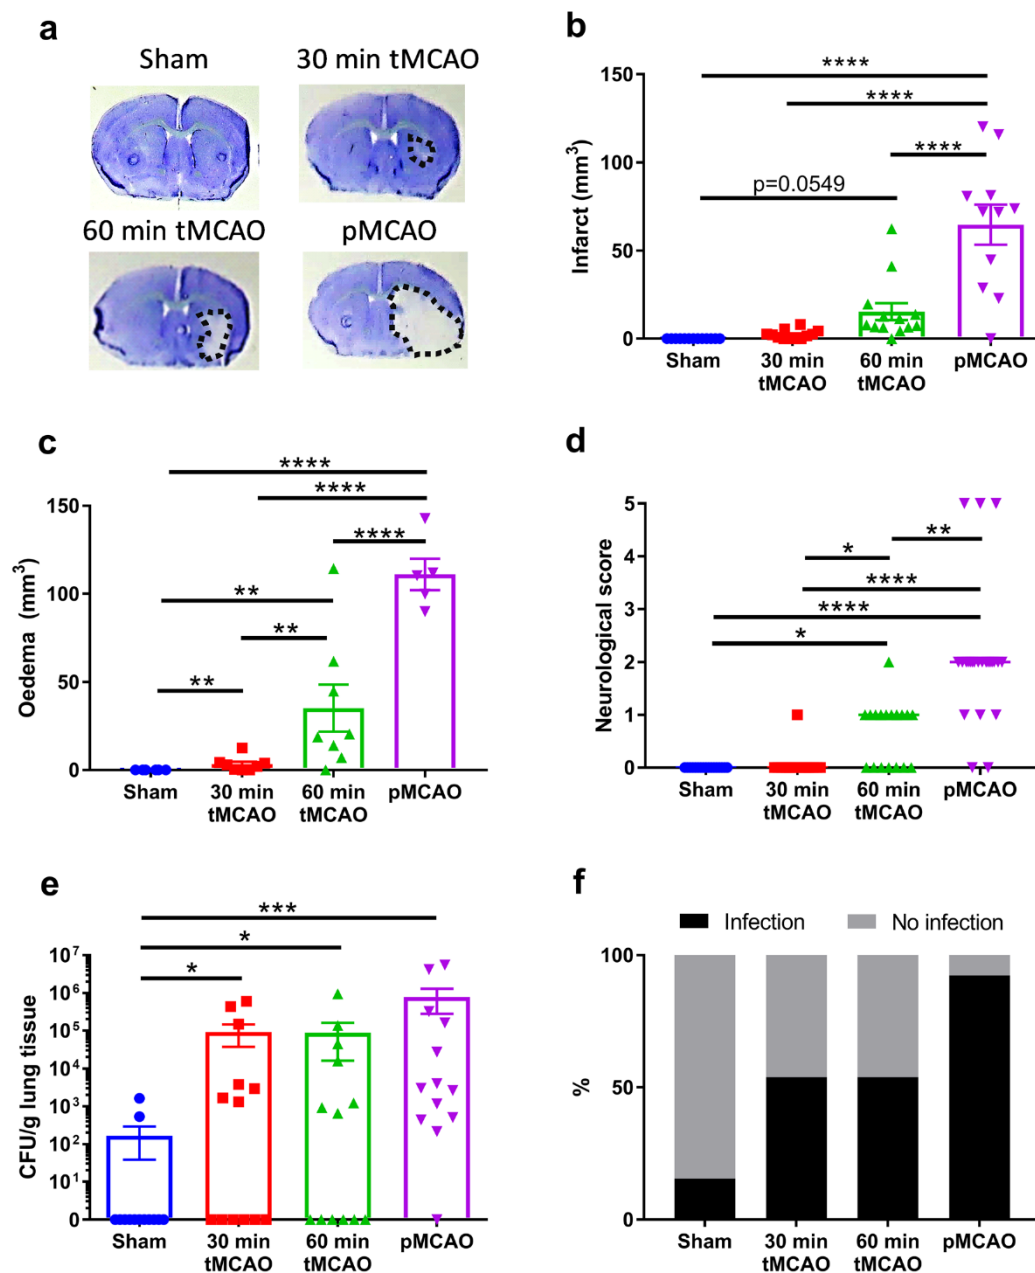 a
Sham
30 min tMCAO
60 min tMCAO
pMCAO
b
****
****
****
p=0.0549
Infarct (mm³)
150
100
50
0
Sham
30 min
tMCAO
60 min
tMCAO
pMCAO
c
****
****
****
**
**
**
Oedema (mm³)
150
100
50
0
Sham
30 min
tMCAO
60 min
tMCAO
pMCAO
d
**
*
****
****
*
Neurological score
5
4
3
2
1
0
Sham
30 min
tMCAO
60 min
tMCAO
pMCAO
e
***
*
*
CFU/g lung tissue
10⁷
10⁶
10⁵
10⁴
10³
10²
10¹
0
Sham
30 min
tMCAO
60 min
tMCAO
pMCAO
f
Infection
No infection
%
100
50
0
Sham
30 min
tMCAO
60 min
tMCAO
pMCAO